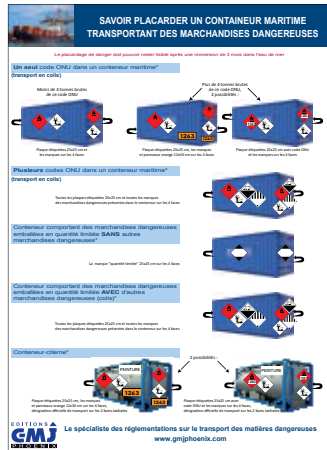 SAVOIR PLACARDER UN CONTAINEUR MARITIME
TRANSPORTANT DES MARCHANDISES DANGEREUSES
Le placardage de danger doit pouvoir rester lisible après une immersion de 3 mois dans l'eau de mer
Un seul code ONU dans un conteneur maritime*
(transport en colis)
Moins de 4 tonnes brutes
de ce code ONU
Plus de 4 tonnes brutes
de ce code ONU,
2 possibilités :
1263
1263
Plaque étiquettes 25x25 cm et
les marques sur les 4 faces
Plaque étiquettes 25x25 cm, les marques
et panneaux orange 12x30 cm sur les 4 faces
Plaque étiquettes 25x25 cm avec code ONU
et les marques sur les 4 faces
Plusieurs codes ONU dans un conteneur maritime*
(transport en colis)
Toutes les plaques étiquettes 25x25 cm et toutes les marques
des marchandises dangereuses présentes dans le conteneur sur les 4 faces
Conteneur comportant des marchandises dangereuses
emballées en quantité limitée SANS autres
marchandises dangereuses*
La marque "quantité limitée" 25x25 cm sur les 4 faces
Conteneur comportant des marchandises dangereuses
emballées en quantité limitée AVEC d'autres
marchandises dangereuses (colis)*
Toutes les plaques étiquettes 25x25 cm et toutes les marques
des marchandises dangereuses présentes dans le conteneur sur les 4 faces
Conteneur-citerne*
2 possibilités :
PEINTURE
1263
1263
PEINTURE
Plaque étiquettes 25x25 cm, les marques
et panneaux orange 12x30 cm sur les 4 faces,
désignation officielle de transport sur les 2 faces latérales
Plaque étiquettes 25x25 cm avec
code ONU et les marques sur les 4 faces,
désignation officielle de transport sur les 2 faces latérales
EDITIONS
GMJ
PHOENIX
Le spécialiste des réglementations sur le transport des matières dangereuses
www.gmjphoenix.com